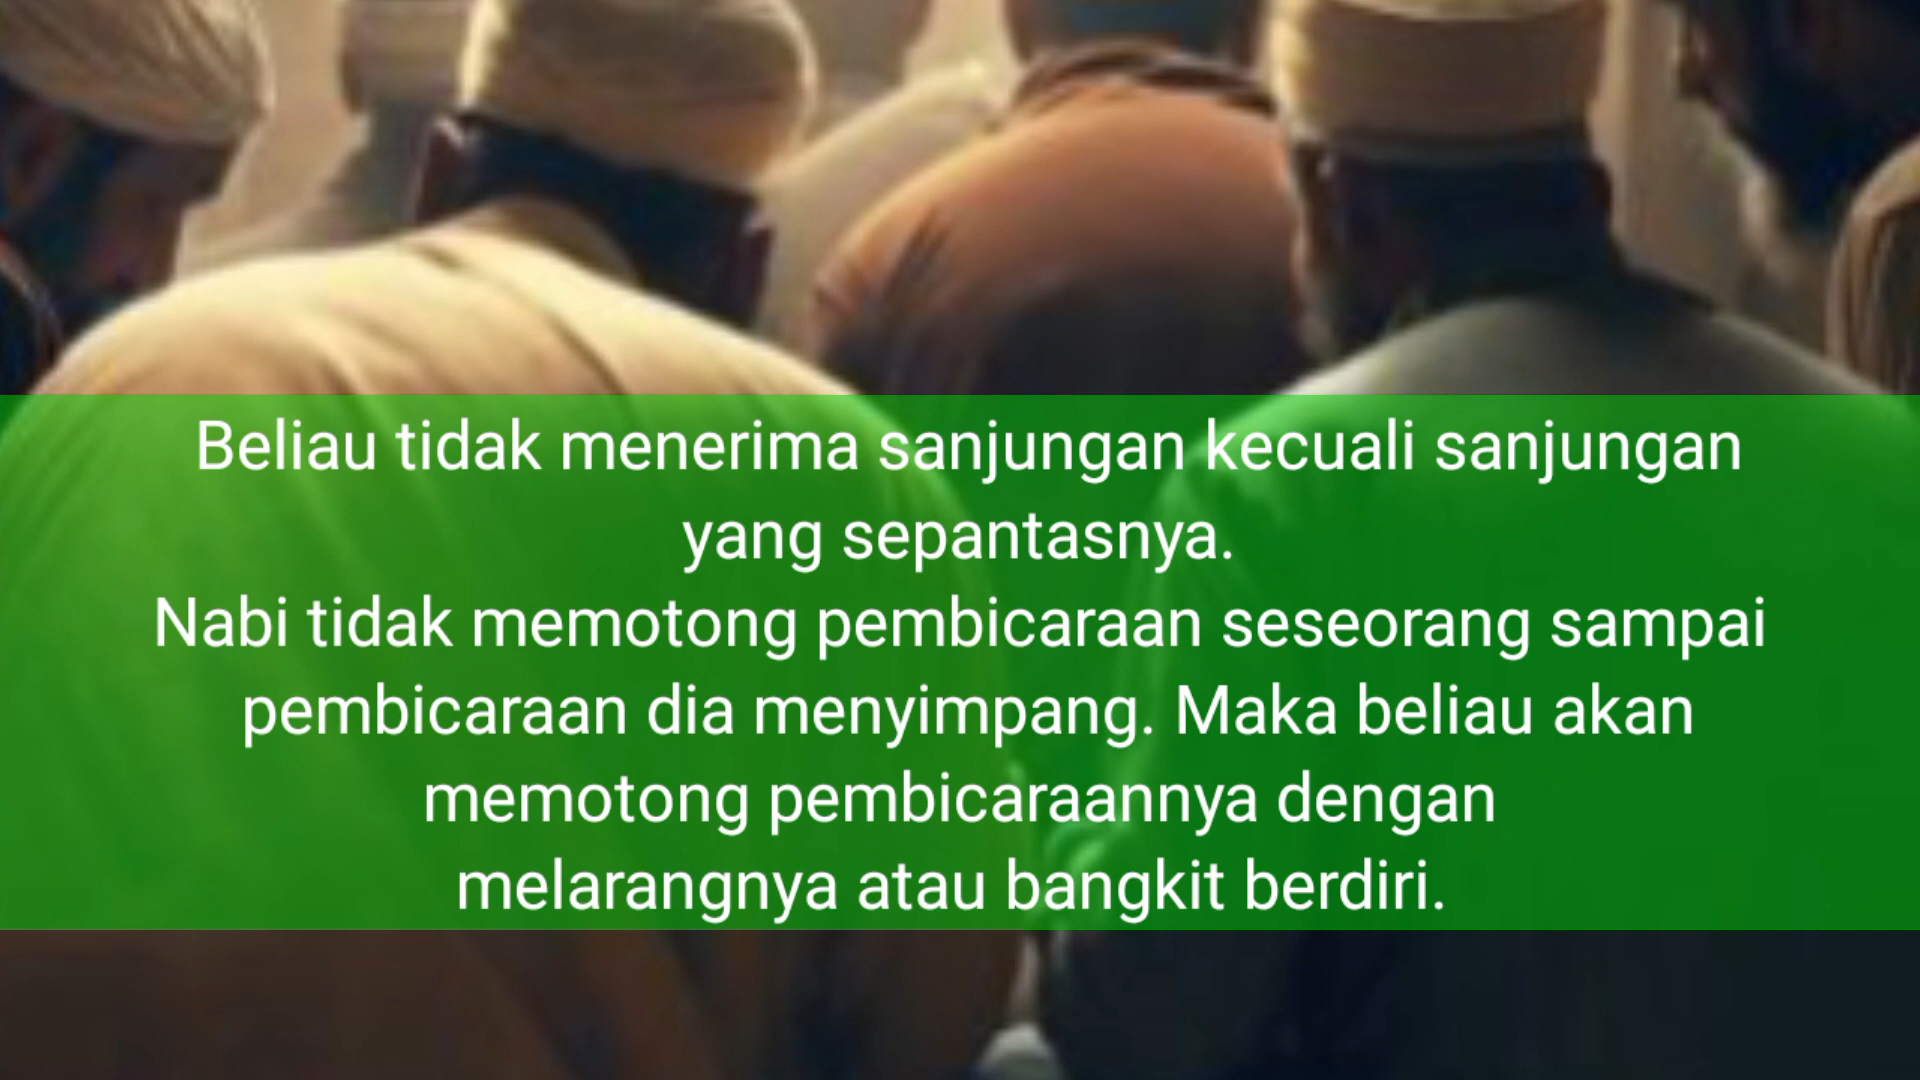 Beliau tidak menerima sanjungan kecuali sanjungan
yang sepantasnya.
Nabi tidak memotong pembicaraan seseorang sampai
pembicaraan dia menyimpang. Maka beliau akan
memotong pembicaraannya dengan
melarangnya atau bangkit berdiri.